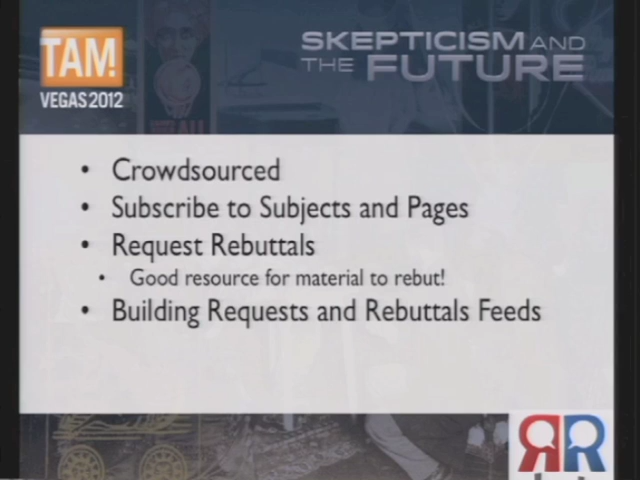 TAM!
VEGAS 2012
SKEPTICISM AND
THE FUTURE
• Crowdsourced
• Subscribe to Subjects and Pages
• Request Rebuttals
• Good resource for material to rebut!
• Building Requests and Rebuttals Feeds
RR